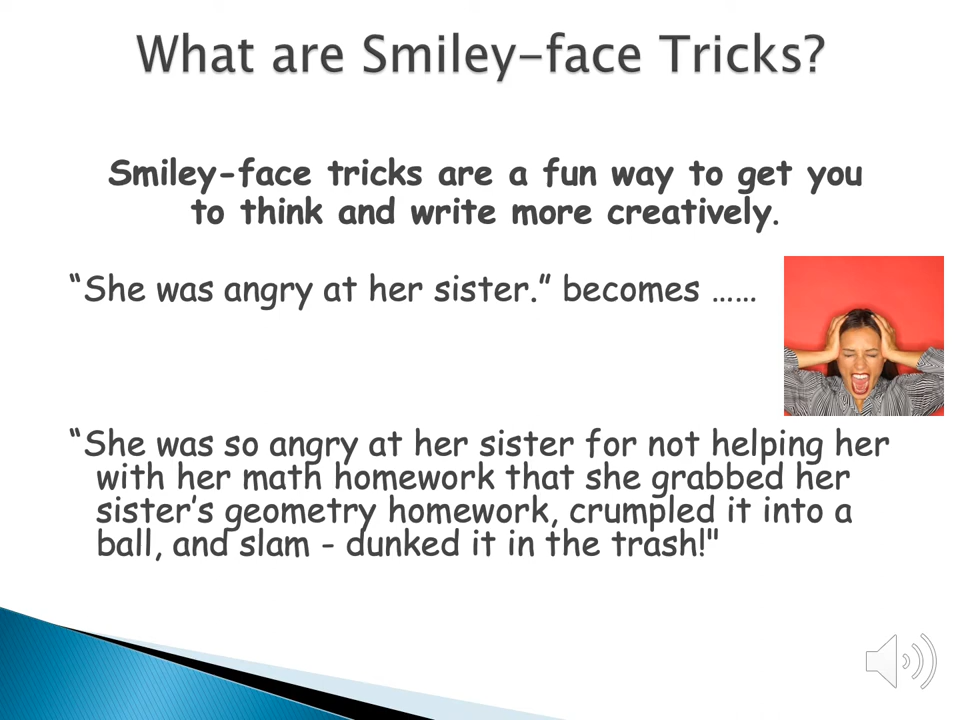 What are Smiley-face Tricks?
Smiley-face tricks are a fun way to get you
to think and write more creatively.
“She was angry at her sister.” becomes ……
“She was so angry at her sister for not helping her
with her math homework that she grabbed her
sister’s geometry homework, crumpled it into a
ball, and slam - dunked it in the trash!"